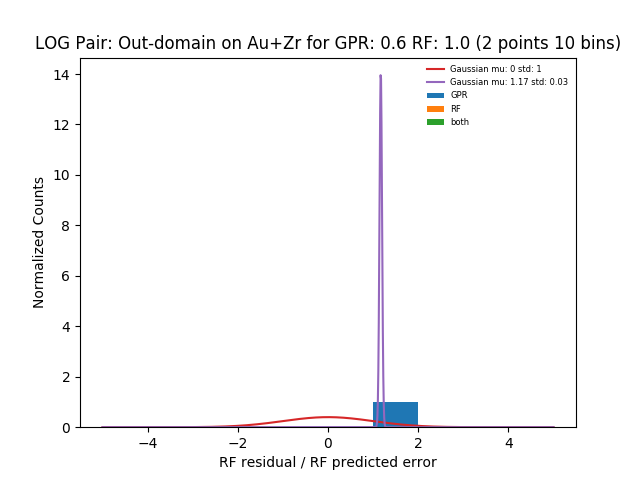 LOG Pair: Out-domain on Au+Zr for GPR: 0.6 RF: 1.0 (2 points 10 bins)
Gaussian mu: 0 std: 1
Gaussian mu: 1.17 std: 0.03
GPR
RF
both
14
12
10
8
6
4
2
0
Normalized Counts
−4
−2
0
2
4
RF residual / RF predicted error